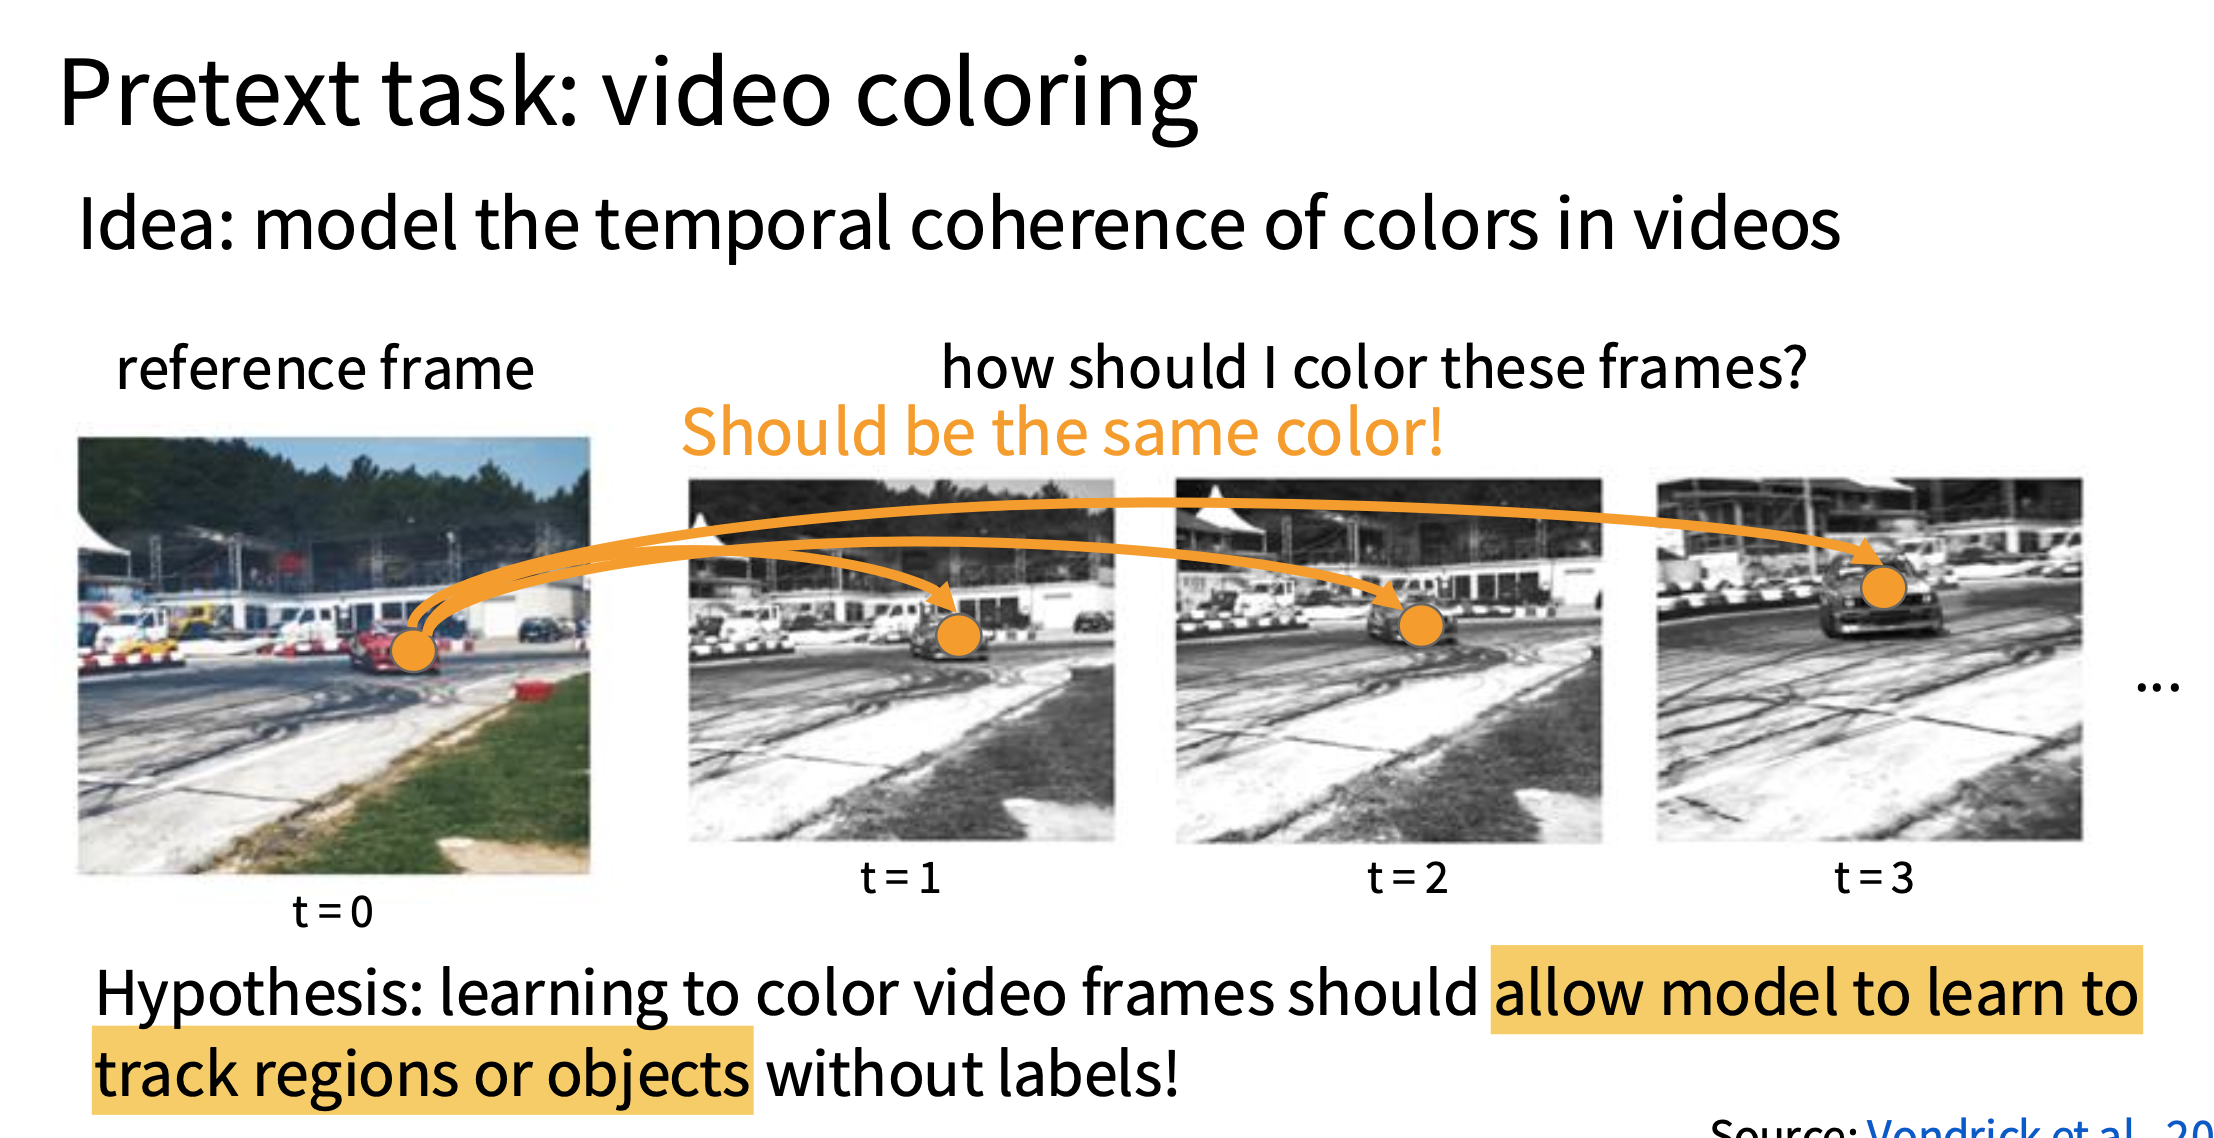 Pretext task: video coloring
Idea: model the temporal coherence of colors in videos
reference frame
how should I color these frames?
Should be the same color!
...
t = 0
t = 1
t = 2
t = 3
Hypothesis: learning to color video frames should allow model to learn to
track regions or objects without labels!
Source: Vondrick et al., 20